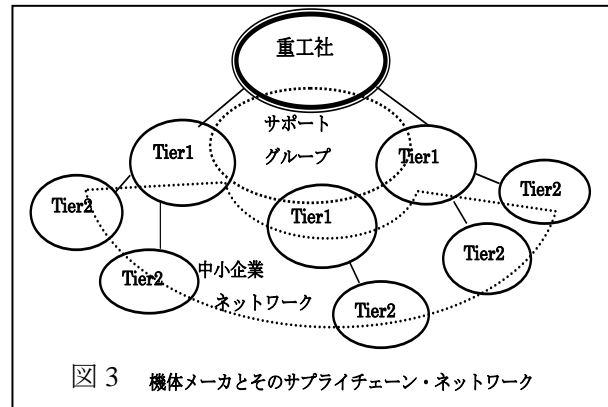 重工社
サポート
グループ
Tier1
Tier1
Tier1
Tier2
Tier2
Tier2
Tier2
Tier2
中小企業
ネットワーク
図3 機体メーカとそのサプライチェーン・ネットワーク